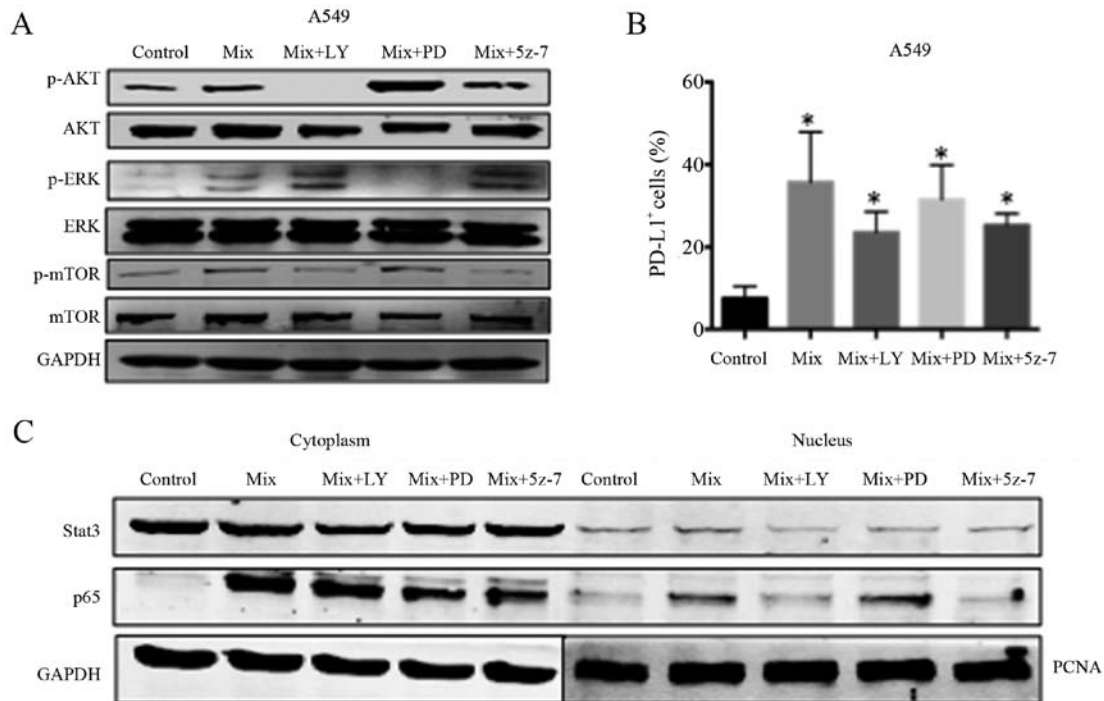 A
A549
Control Mix Mix+LY Mix+PD Mix+5z-7
p-AKT
AKT
p-ERK
ERK
p-mTOR
mTOR
GAPDH
B
A549
PD-L1+ cells (%)
60
40
20
0
* * * *
Control Mix Mix+LY Mix+PD Mix+5z-7
C
Cytoplasm Nucleus
Control Mix Mix+LY Mix+PD Mix+5z-7 Control Mix Mix+LY Mix+PD Mix+5z-7
Stat3
p65
GAPDH PCNA